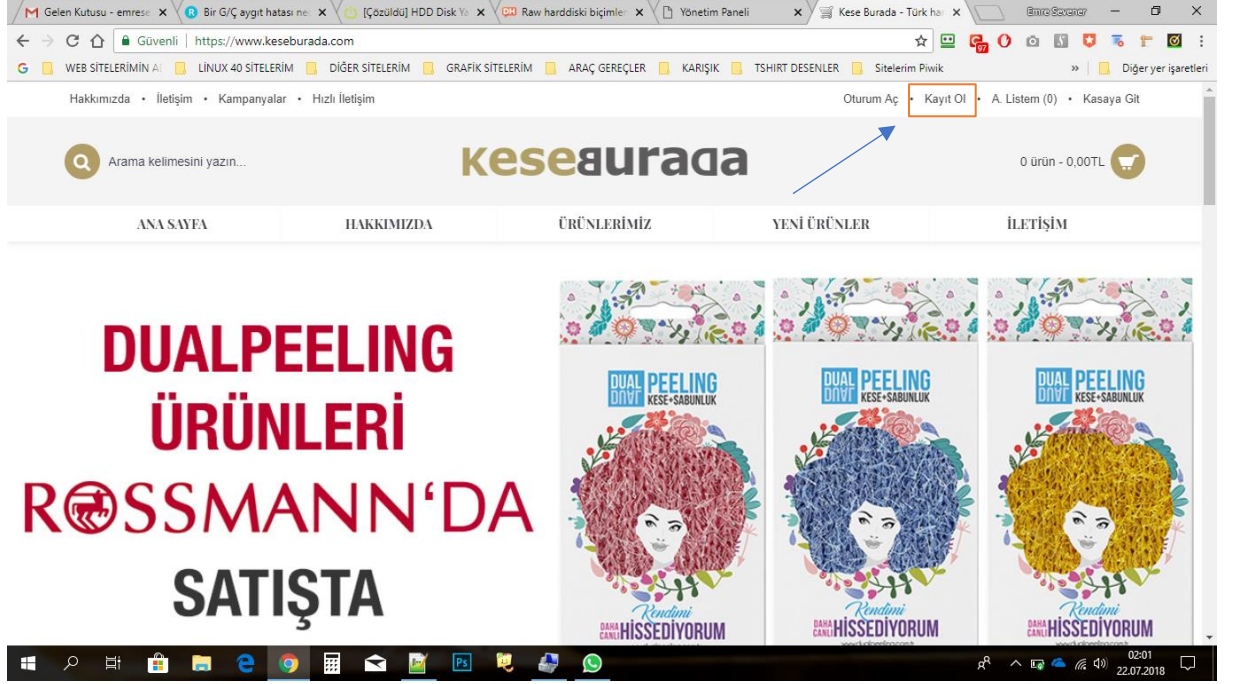 Gelen Kutusu - emrese
Bir G/Ç aygıt hatası ne
[Çözüldü] HDD Disk Ya
Raw harddiski biçimle
Yönetim Paneli
Kese Burada - Türk ha
Emre Sevener
Güvenli | https://www.keseburada.com
97
WEB SİTELERİMİN A
LİNUX 40 SİTELERİM
DİĞER SİTELERİM
GRAFİK SİTELERİM
ARAÇ GEREÇLER
KARIŞIK
TSHIRT DESENLER
Sitelerim Piwik
»
Diğer yer işaretleri
Hakkımızda • İletişim • Kampanyalar • Hızlı İletişim
Oturum Aç • Kayıt Ol • A. Listem (0) • Kasaya Git
Arama kelimesini yazın...
KeseBurada
0 ürün - 0,00TL
ANA SAYFA
HAKKIMIZDA
ÜRÜNLERİMİZ
YENİ ÜRÜNLER
İLETİŞİM
DUALPEELING
ÜRÜNLERİ
ROSSMANN'DA
SATIŞTA
DUAL PEELING
KESE+SABUNLUK
Kendimi
DAHA CANLI HİSSEDİYORUM
DUAL PEELING
KESE+SABUNLUK
Kendimi
DAHA CANLI HİSSEDİYORUM
DUAL PEELING
KESE+SABUNLUK
Kendimi
DAHA CANLI HİSSEDİYORUM
02:01
22.07.2018